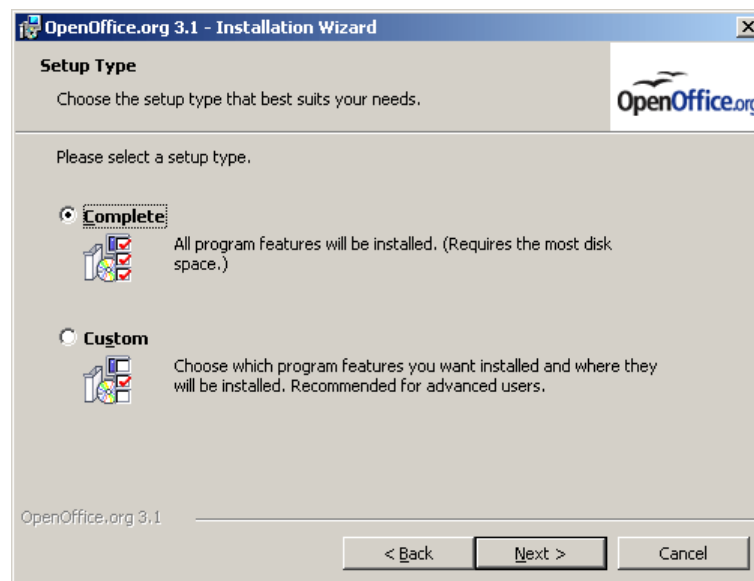 OpenOffice.org 3.1 - Installation Wizard
Setup Type
Choose the setup type that best suits your needs.
OpenOffice.org
Please select a setup type.
Complete
All program features will be installed. (Requires the most disk
space.)
Custom
Choose which program features you want installed and where they
will be installed. Recommended for advanced users.
OpenOffice.org 3.1
< Back
Next >
Cancel